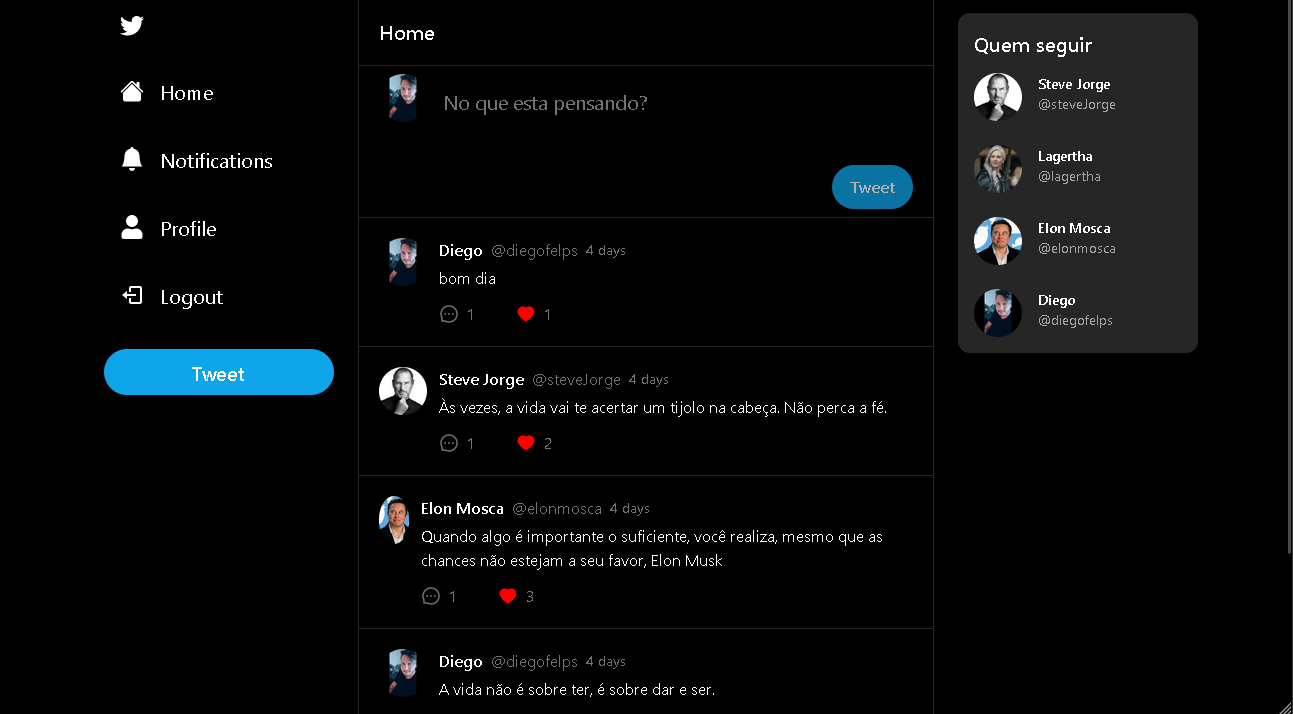 Home
Notifications
Profile
Logout
Tweet
Home
No que esta pensando?
Tweet
Diego @diegofelps 4 days
bom dia
1 1
Steve Jorge @steveJorge 4 days
Às vezes, a vida vai te acertar um tijolo na cabeça. Não perca a fé.
1 2
Elon Mosca @elonmosca 4 days
Quando algo é importante o suficiente, você realiza, mesmo que as
chances não estejam a seu favor, Elon Musk
1 3
Diego @diegofelps 4 days
A vida não é sobre ter, é sobre dar e ser.
Quem seguir
Steve Jorge
@steveJorge
Lagertha
@lagertha
Elon Mosca
@elonmosca
Diego
@diegofelps